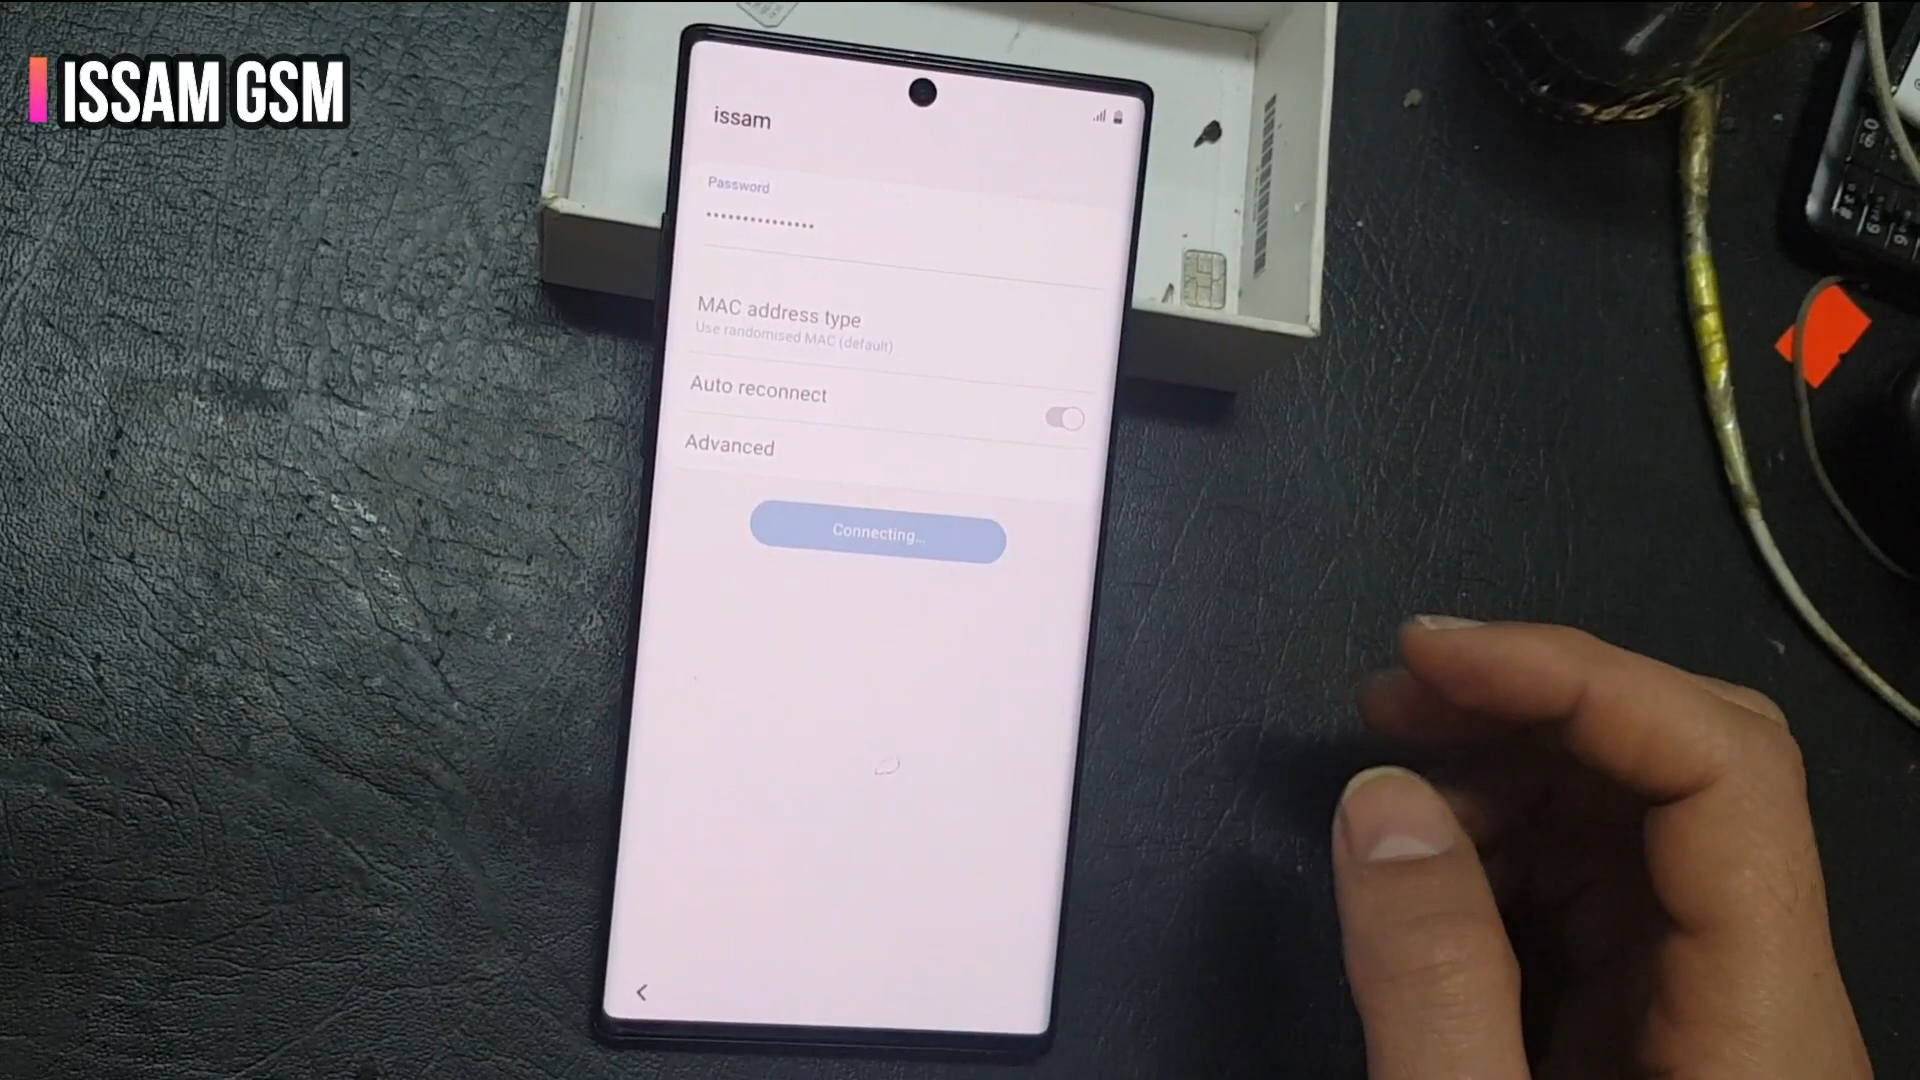 ISSAM GSM
issam
Password
MAC address type
Use randomised MAC (default)
Auto reconnect
Advanced
Connecting...